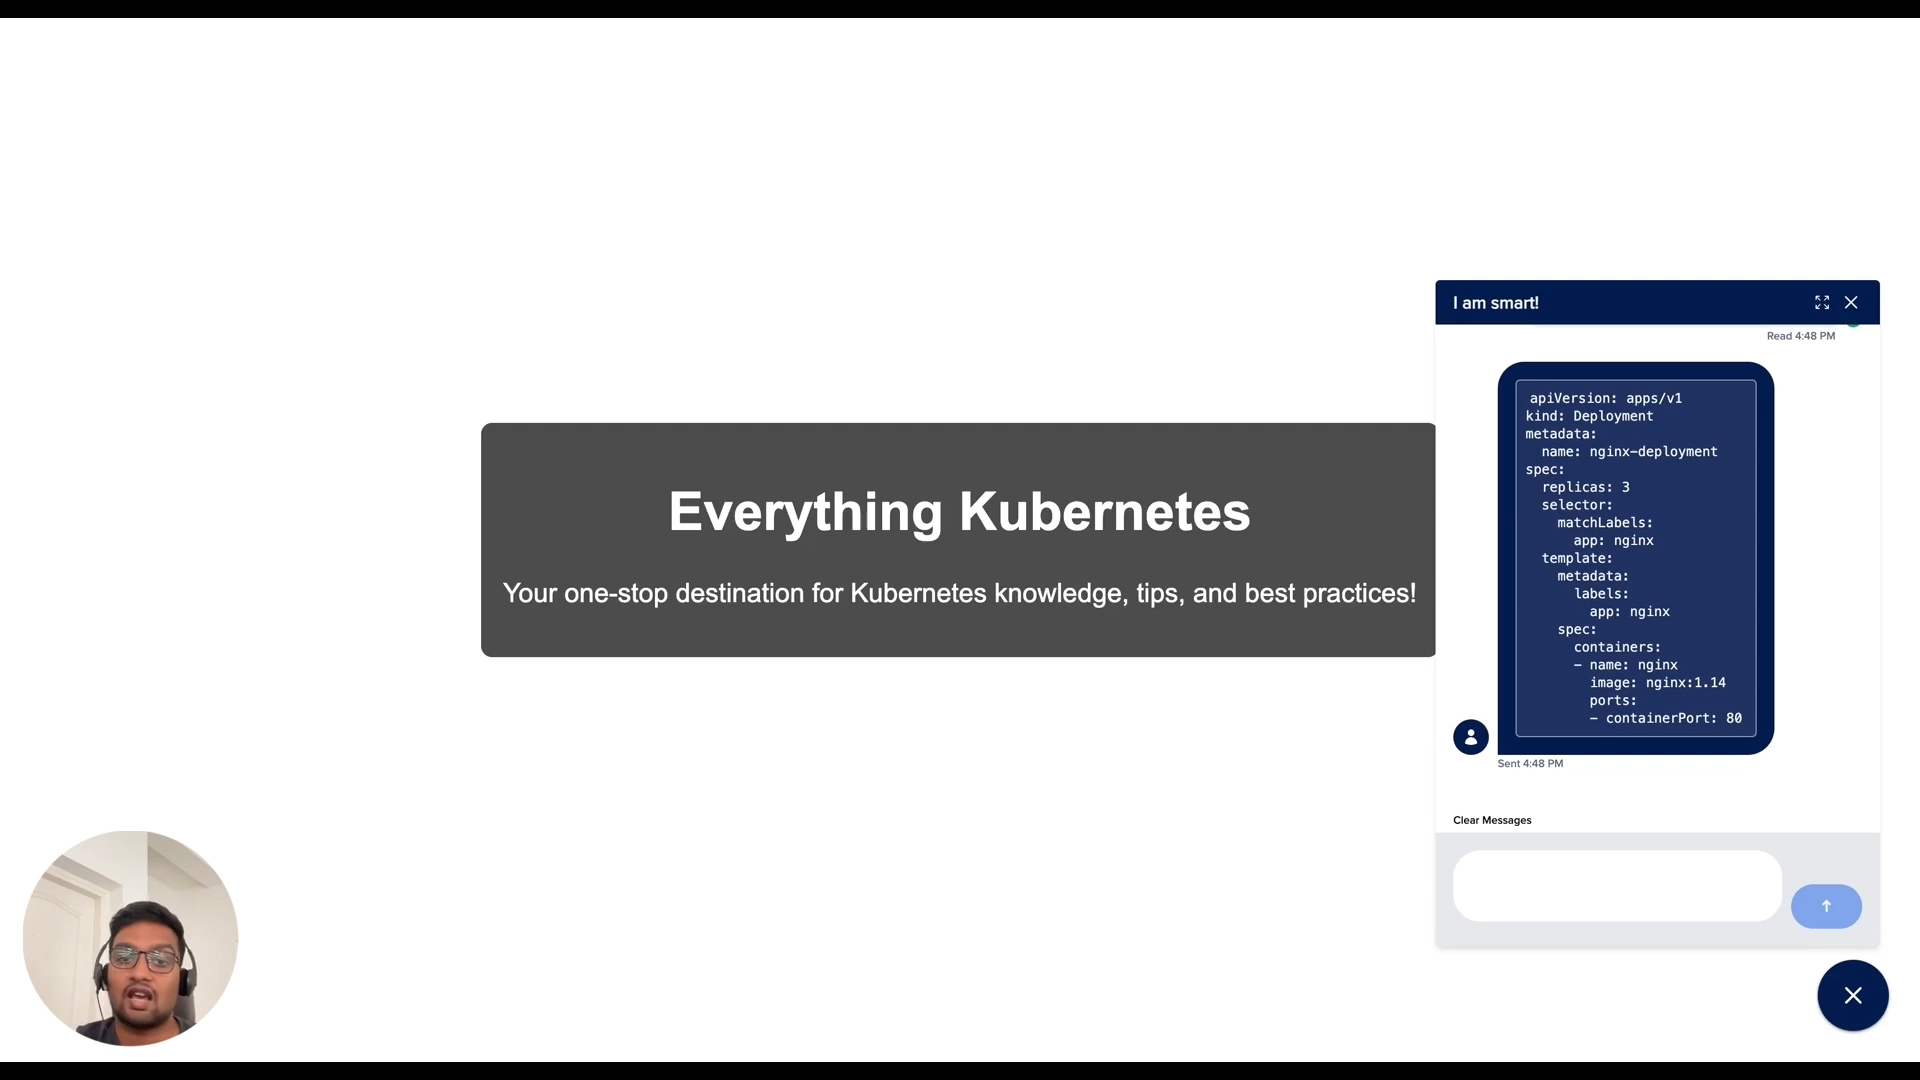 Everything Kubernetes
Your one-stop destination for Kubernetes knowledge, tips, and best practices!
I am smart!
Read 4:48 PM
apiVersion: apps/v1
kind: Deployment
metadata:
  name: nginx-deployment
spec:
  replicas: 3
  selector:
    matchLabels:
      app: nginx
  template:
    metadata:
      labels:
        app: nginx
    spec:
      containers:
      - name: nginx
        image: nginx:1.14
        ports:
        - containerPort: 80
Sent 4:48 PM
Clear Messages